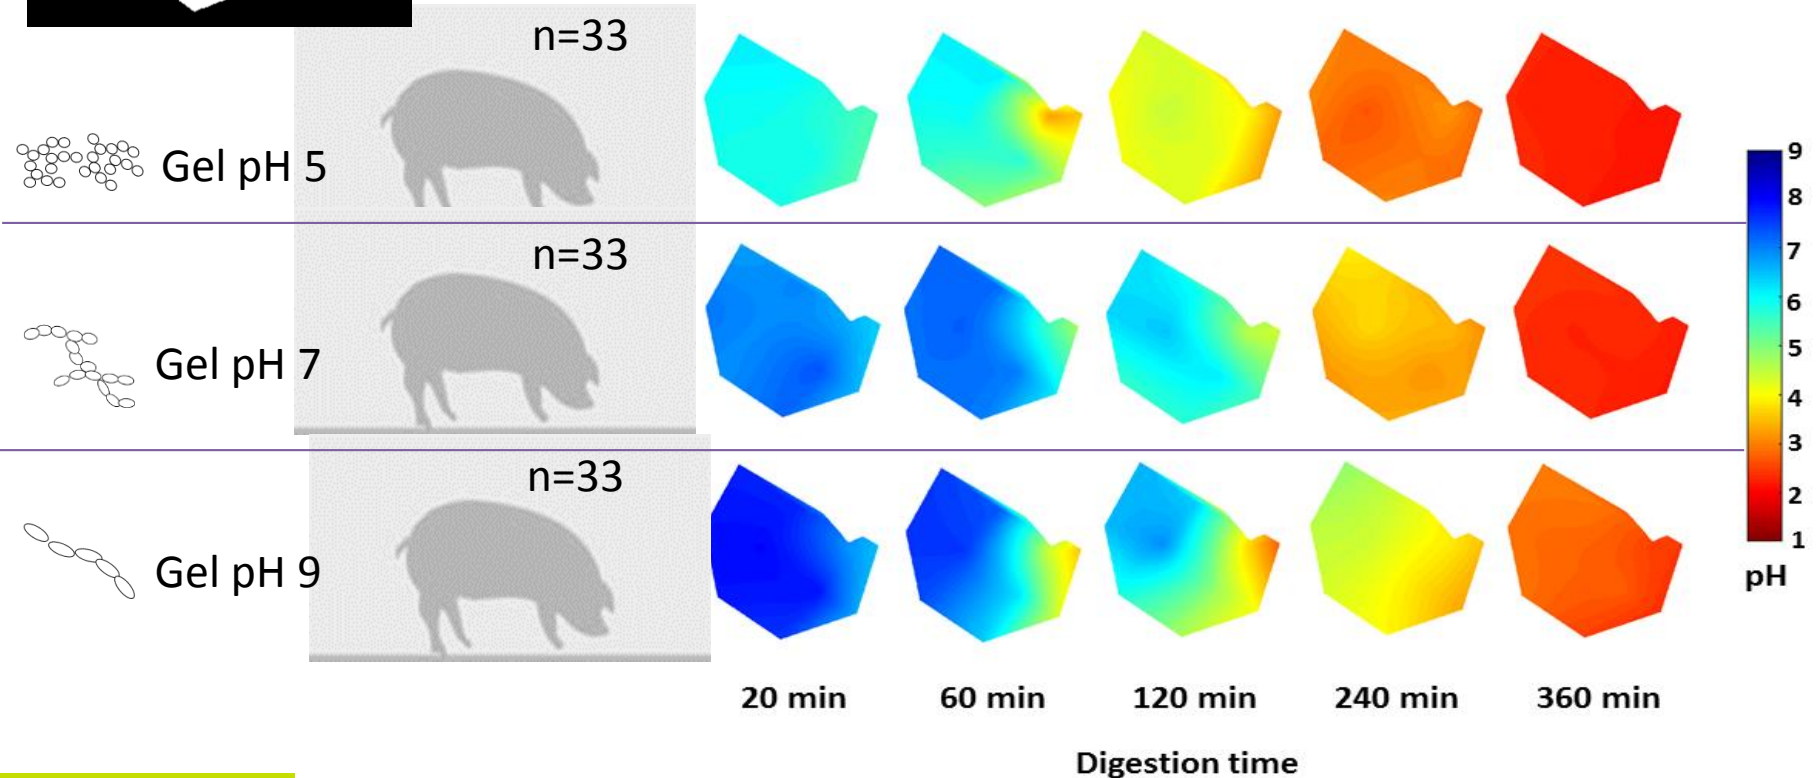 n=33
Gel pH 5
n=33
Gel pH 7
n=33
Gel pH 9
9
8
7
6
5
4
3
2
1
pH
20 min 60 min 120 min 240 min 360 min
Digestion time